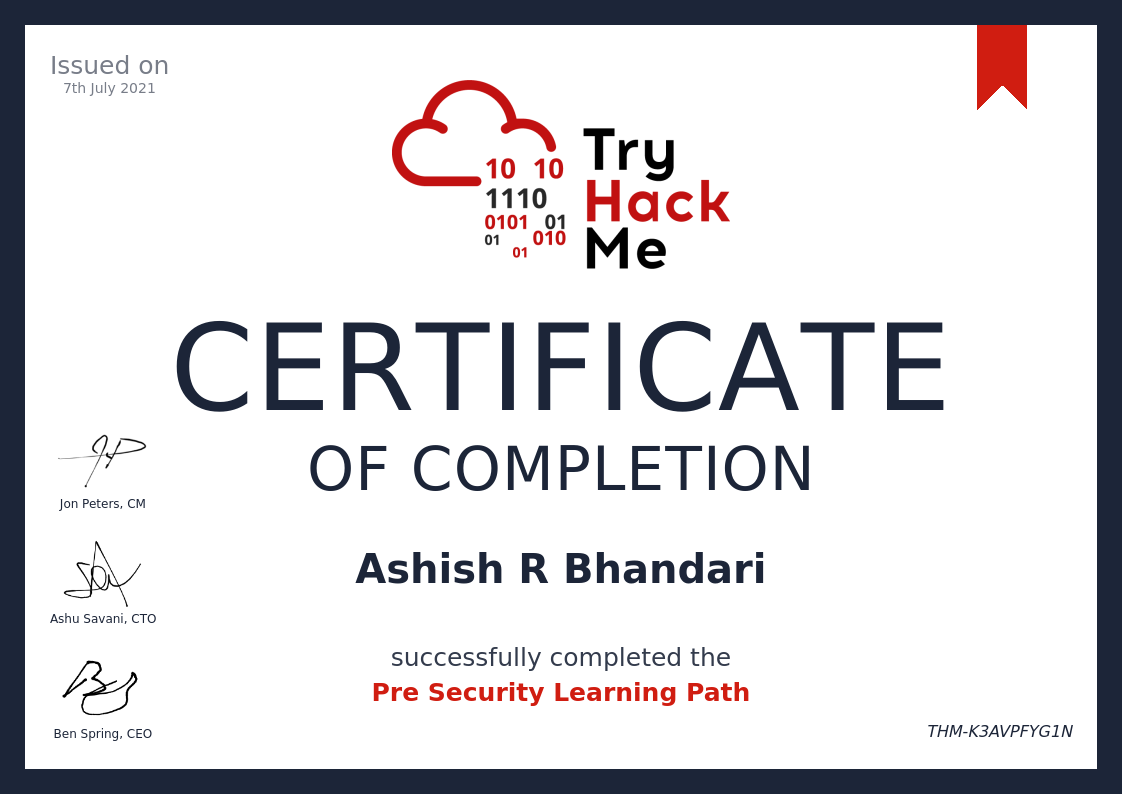 Issued on
7th July 2021
10 10
1110
0101 01
01 010
01
Try
Hack
Me
CERTIFICATE
OF COMPLETION
Jon Peters, CM
Ashish R Bhandari
Ashu Savani, CTO
successfully completed the
Pre Security Learning Path
Ben Spring, CEO
THM-K3AVPFYG1N